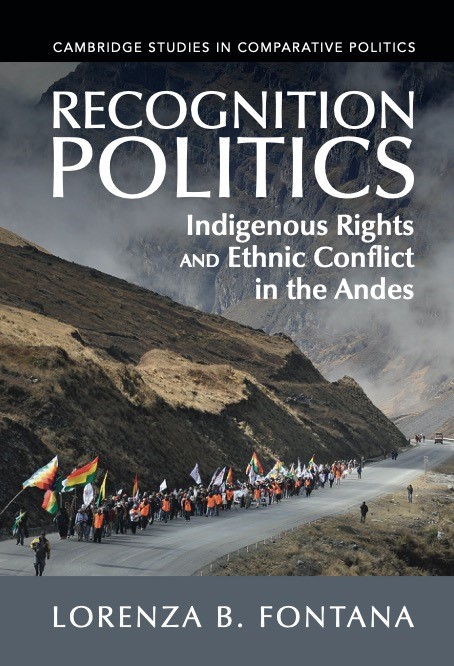 CAMBRIDGE STUDIES IN COMPARATIVE POLITICS
RECOGNITION
POLITICS
Indigenous Rights
AND Ethnic Conflict
in the Andes
LORENZA B. FONTANA